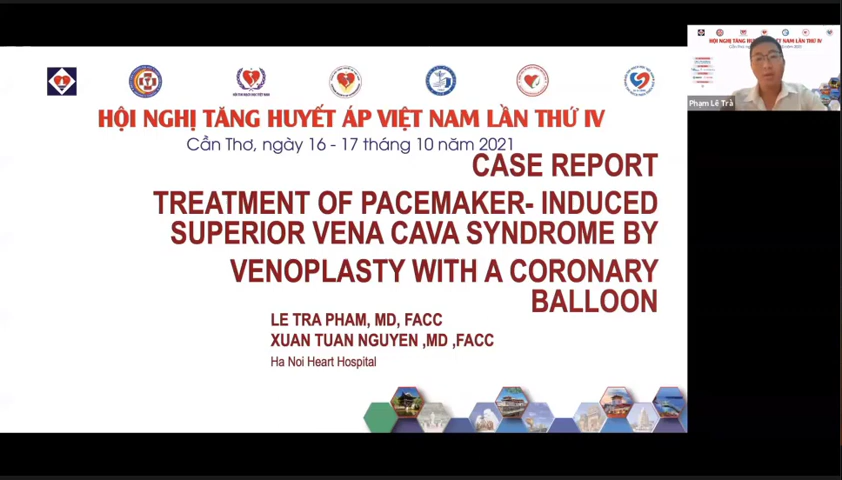 HỘI NGHỊ TĂNG HUYẾT ÁP VIỆT NAM LẦN THỨ IV
Cần Thơ, ngày 16 - 17 tháng 10 năm 2021
CASE REPORT
TREATMENT OF PACEMAKER- INDUCED
SUPERIOR VENA CAVA SYNDROME BY
VENOPLASTY WITH A CORONARY
BALLOON
LE TRA PHAM, MD, FACC
XUAN TUAN NGUYEN ,MD ,FACC
Ha Noi Heart Hospital
Phạm Lê Trà